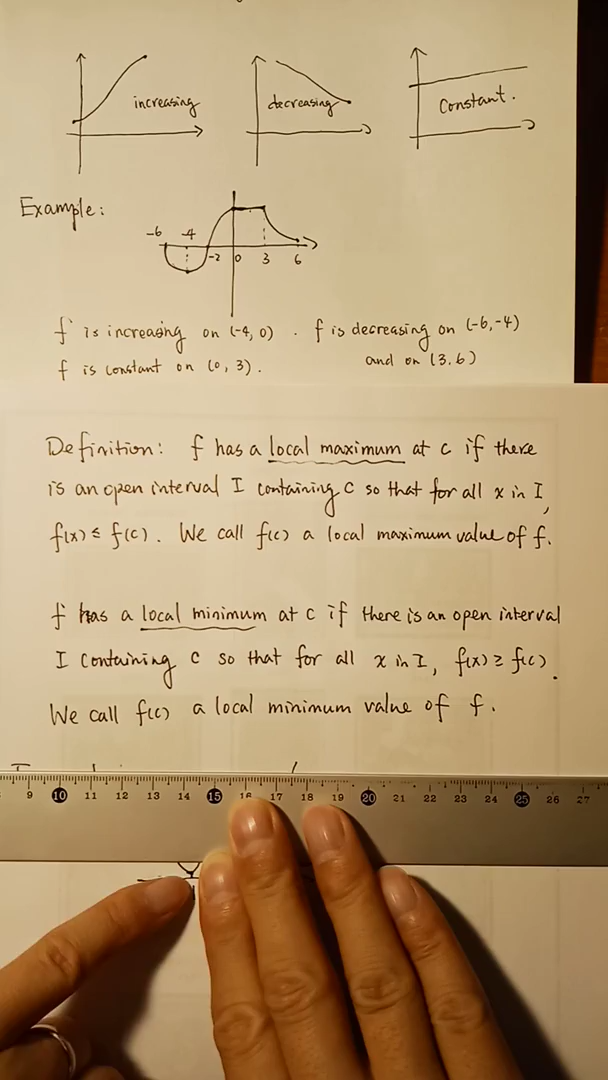 increasing
decreasing
Constant.
Example:
-6 -4 -2 0 3 6
f is increasing on (-4, 0). f is decreasing on (-6, -4)
f is constant on (0, 3). and on (3, 6)
Definition: f has a local maximum at c if there
is an open interval I containing c so that for all x in I,
f(x) ≤ f(c). We call f(c) a local maximum value of f.
f has a local minimum at c if there is an open interval
I containing c so that for all x in I, f(x) ≥ f(c).
We call f(c) a local minimum value of f.
9 10 11 12 13 14 15 16 17 18 19 20 21 22 23 24 25 26 27